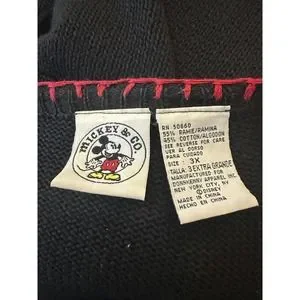 MICKEY & CO
RN 50660
55% RAMIE/RAMINA
45% COTTON/ALGODON
SEE REVERSE FOR CARE
VER AL DORSO
PARA CUIDADO
SIZE: 3X
TALLA: 3 EXTRA GRANDE
MANUFACTURED FOR
DONNKENNY APPAREL INC.
NEW YORK CITY, NY
©DISNEY
MADE IN CHINA
HECHO EN CHINA